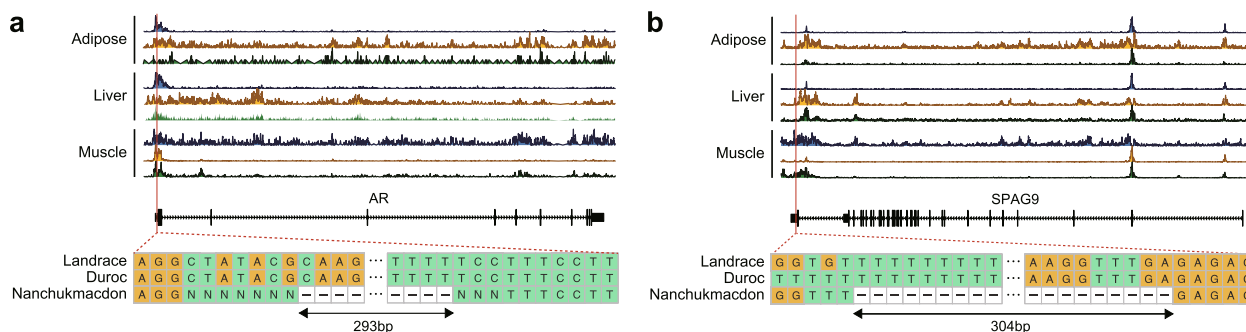 a
Adipose
Liver
Muscle
AR
Landrace A G G C T A T A C G C A A G ··· T T T T T C C T T T C C T T
Duroc A G G C T A T A C G C A A G ··· T T T T T C C T T T C C T T
Nanchukmacdon A G G N N N N N N N − − − − ··· − − − − N N N T T T C C T T
293bp
b
Adipose
Liver
Muscle
SPAG9
Landrace G G T G T T T T T T T T T T ··· A A G G T T T G A G A G A G
Duroc T T T T T T T T T T T T T T ··· A A G G T T T G A G A G A G
Nanchukmacdon G G T T T − − − − − − − − − ··· − − − − − − − − − G A G A G
304bp